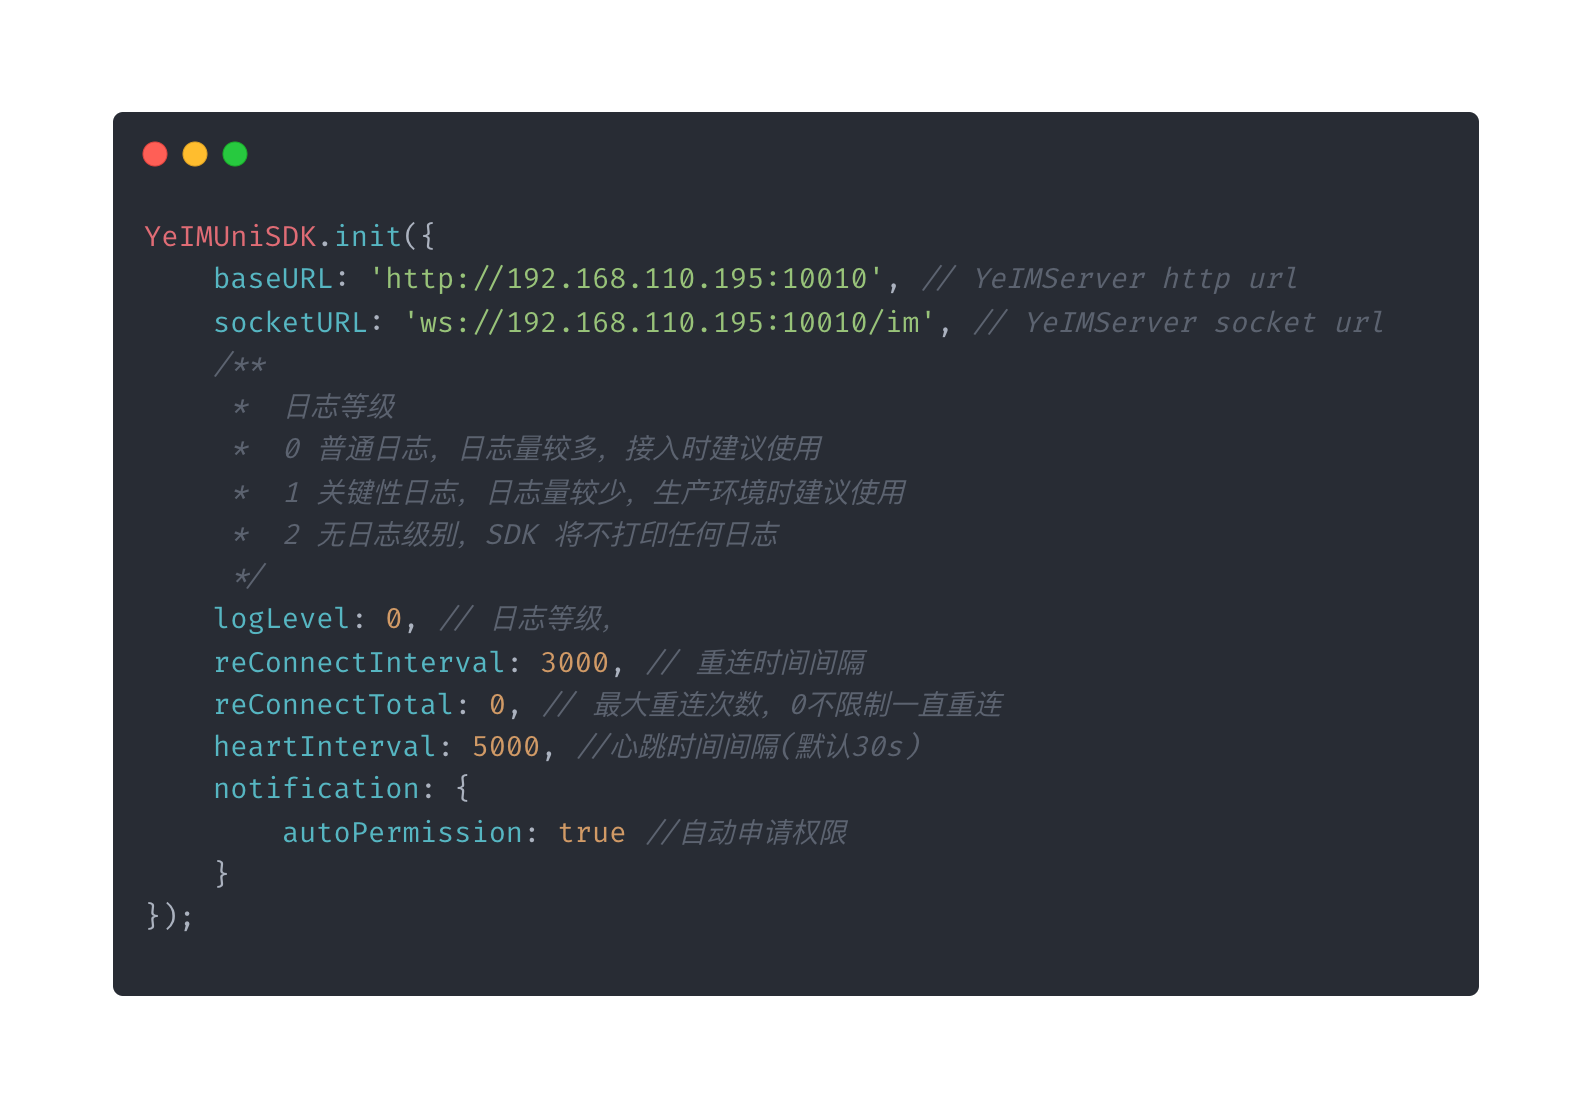 YeIMUniSDK.init({
    baseURL: 'http://192.168.110.195:10010', // YeIMServer http url
    socketURL: 'ws://192.168.110.195:10010/im', // YeIMServer socket url
    /**
     *  日志等级
     *  0 普通日志，日志量较多，接入时建议使用
     *  1 关键性日志，日志量较少，生产环境时建议使用
     *  2 无日志级别，SDK 将不打印任何日志
     */
    logLevel: 0, // 日志等级，
    reConnectInterval: 3000, // 重连时间间隔
    reConnectTotal: 0, // 最大重连次数，0不限制一直重连
    heartInterval: 5000, //心跳时间间隔(默认30s)
    notification: {
        autoPermission: true //自动申请权限
    }
});